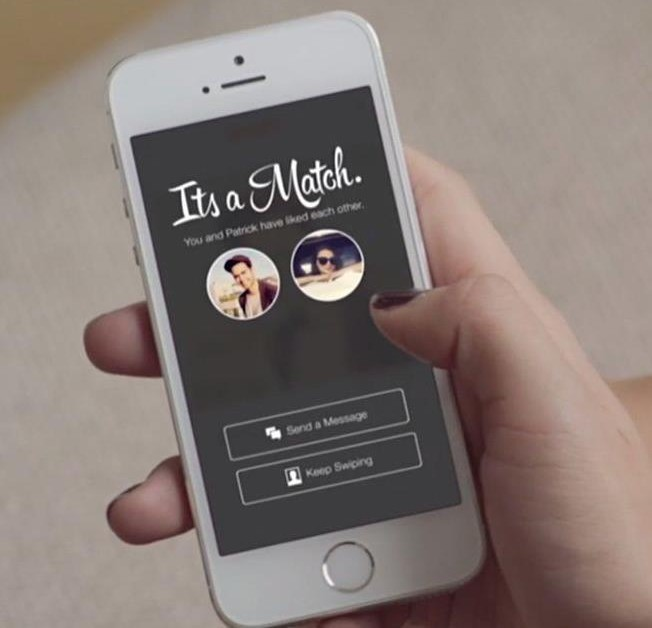 Its a Match.
You and Patrick have liked each other.
Send a Message
Keep Swiping